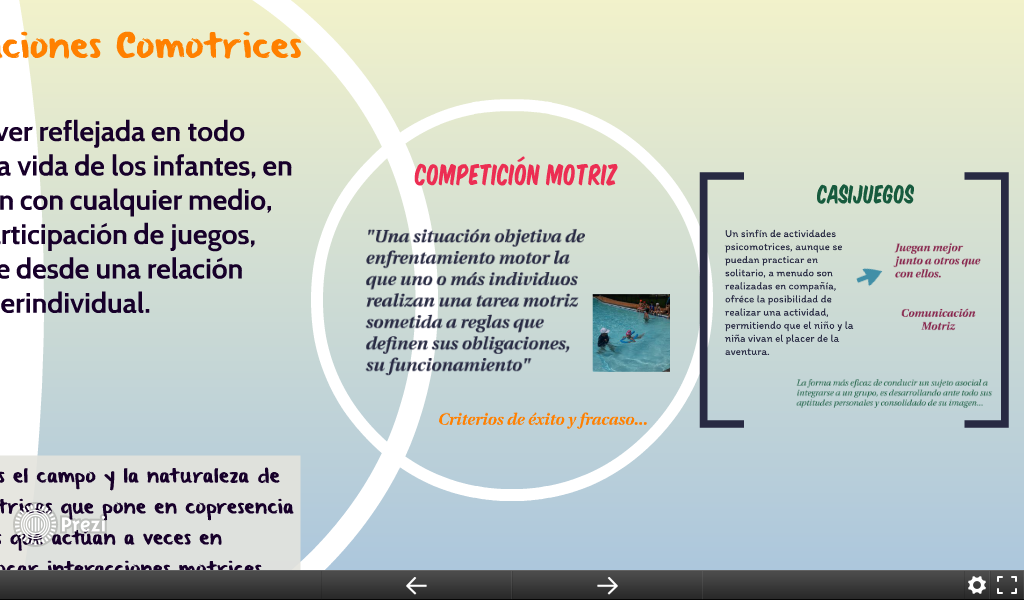 ciones Comotrices
ver reflejada en todo
a vida de los infantes, en
n con cualquier medio,
rticipación de juegos,
e desde una relación
erindividual.
s el campo y la naturaleza de
trices que pone en copresencia
s que actúan a veces en
ocar interacciones motrices
Prezi
COMPETICIÓN MOTRIZ
"Una situación objetiva de
enfrentamiento motor la
que uno o más individuos
realizan una tarea motriz
sometida a reglas que
definen sus obligaciones,
su funcionamiento"
Criterios de éxito y fracaso...
CASIJUEGOS
Un sinfín de actividades
psicomotrices, aunque se
puedan practicar en
solitario, a menudo son
realizadas en compañía,
ofréce la posibilidad de
realizar una actividad,
permitiendo que el niño y la
niña vivan el placer de la
aventura.
Juegan mejor
junto a otros que
con ellos.
Comunicación
Motriz
La forma más eficaz de conducir un sujeto asocial a
integrarse a un grupo, es desarrollando ante todo sus
aptitudes personales y consolidado de su imagen...